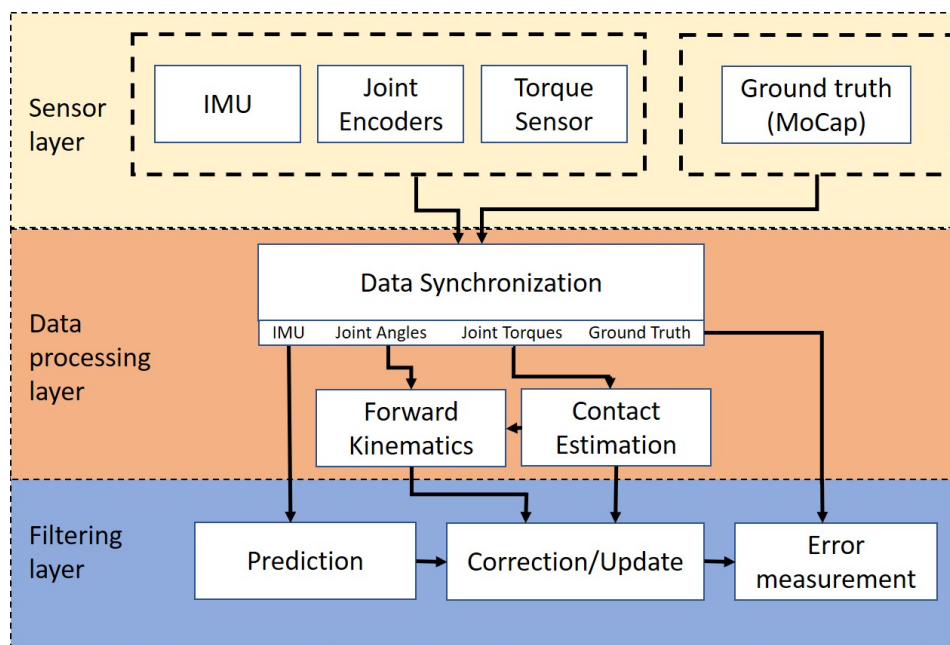 Sensor
layer
IMU
Joint
Encoders
Torque
Sensor
Ground truth
(MoCap)
Data
processing
layer
Data Synchronization
IMU Joint Angles Joint Torques Ground Truth
Forward
Kinematics
Contact
Estimation
Filtering
layer
Prediction
Correction/Update
Error
measurement